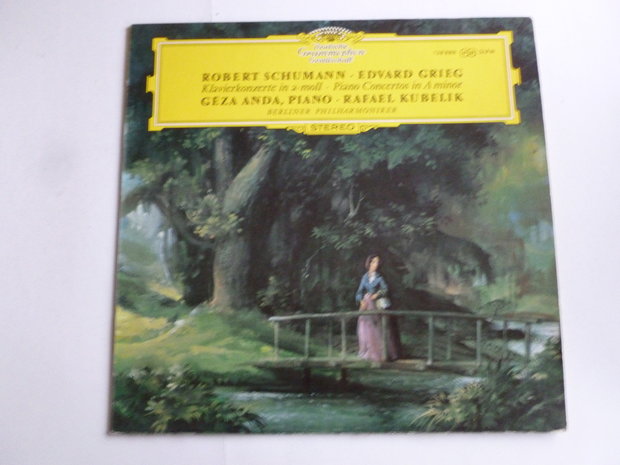 Deutsche
Grammophon
Gesellschaft
ROBERT SCHUMANN · EDVARD GRIEG
Klavierkonzerte in a-moll · Piano Concertos in A minor
GÉZA ANDA, PIANO · RAFAEL KUBELIK
BERLINER PHILHARMONIKER
STEREO